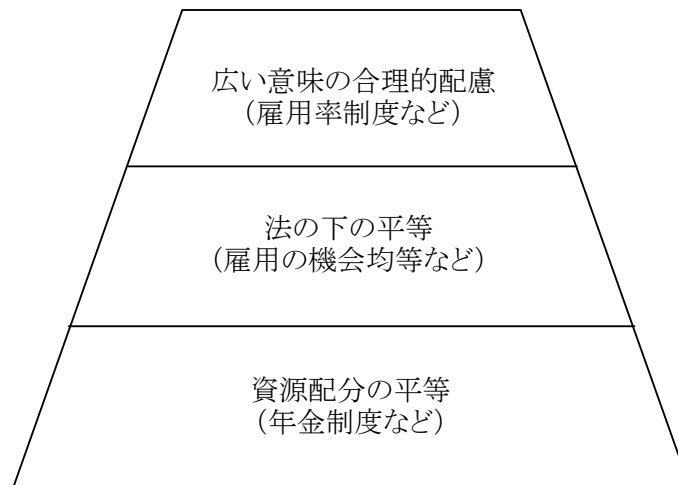 広い意味の合理的配慮
（雇用率制度など）
法の下の平等
（雇用の機会均等など）
資源配分の平等
（年金制度など）